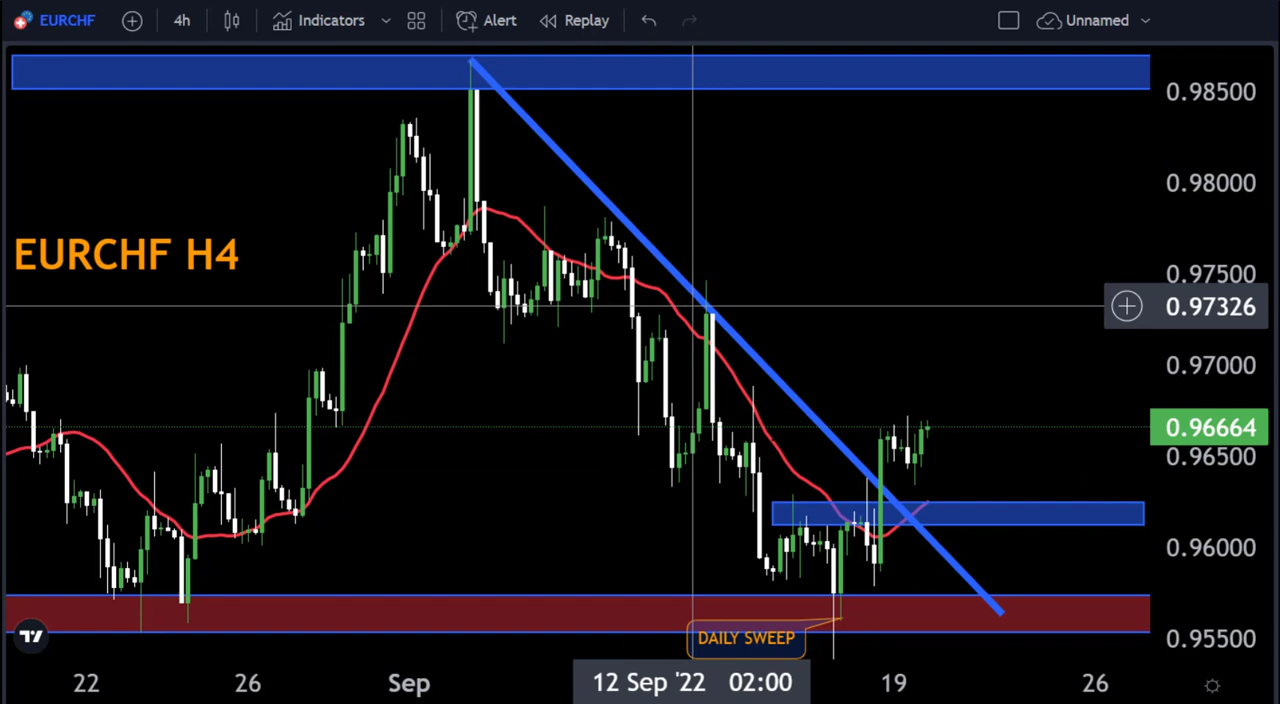 EURCHF 4h Indicators Alert Replay Unnamed
0.98500
0.98000
EURCHF H4
0.97500
0.97326
0.97000
0.96664
0.96500
0.96000
0.95500
DAILY SWEEP
22 26 Sep 12 Sep '22 02:00 19 26